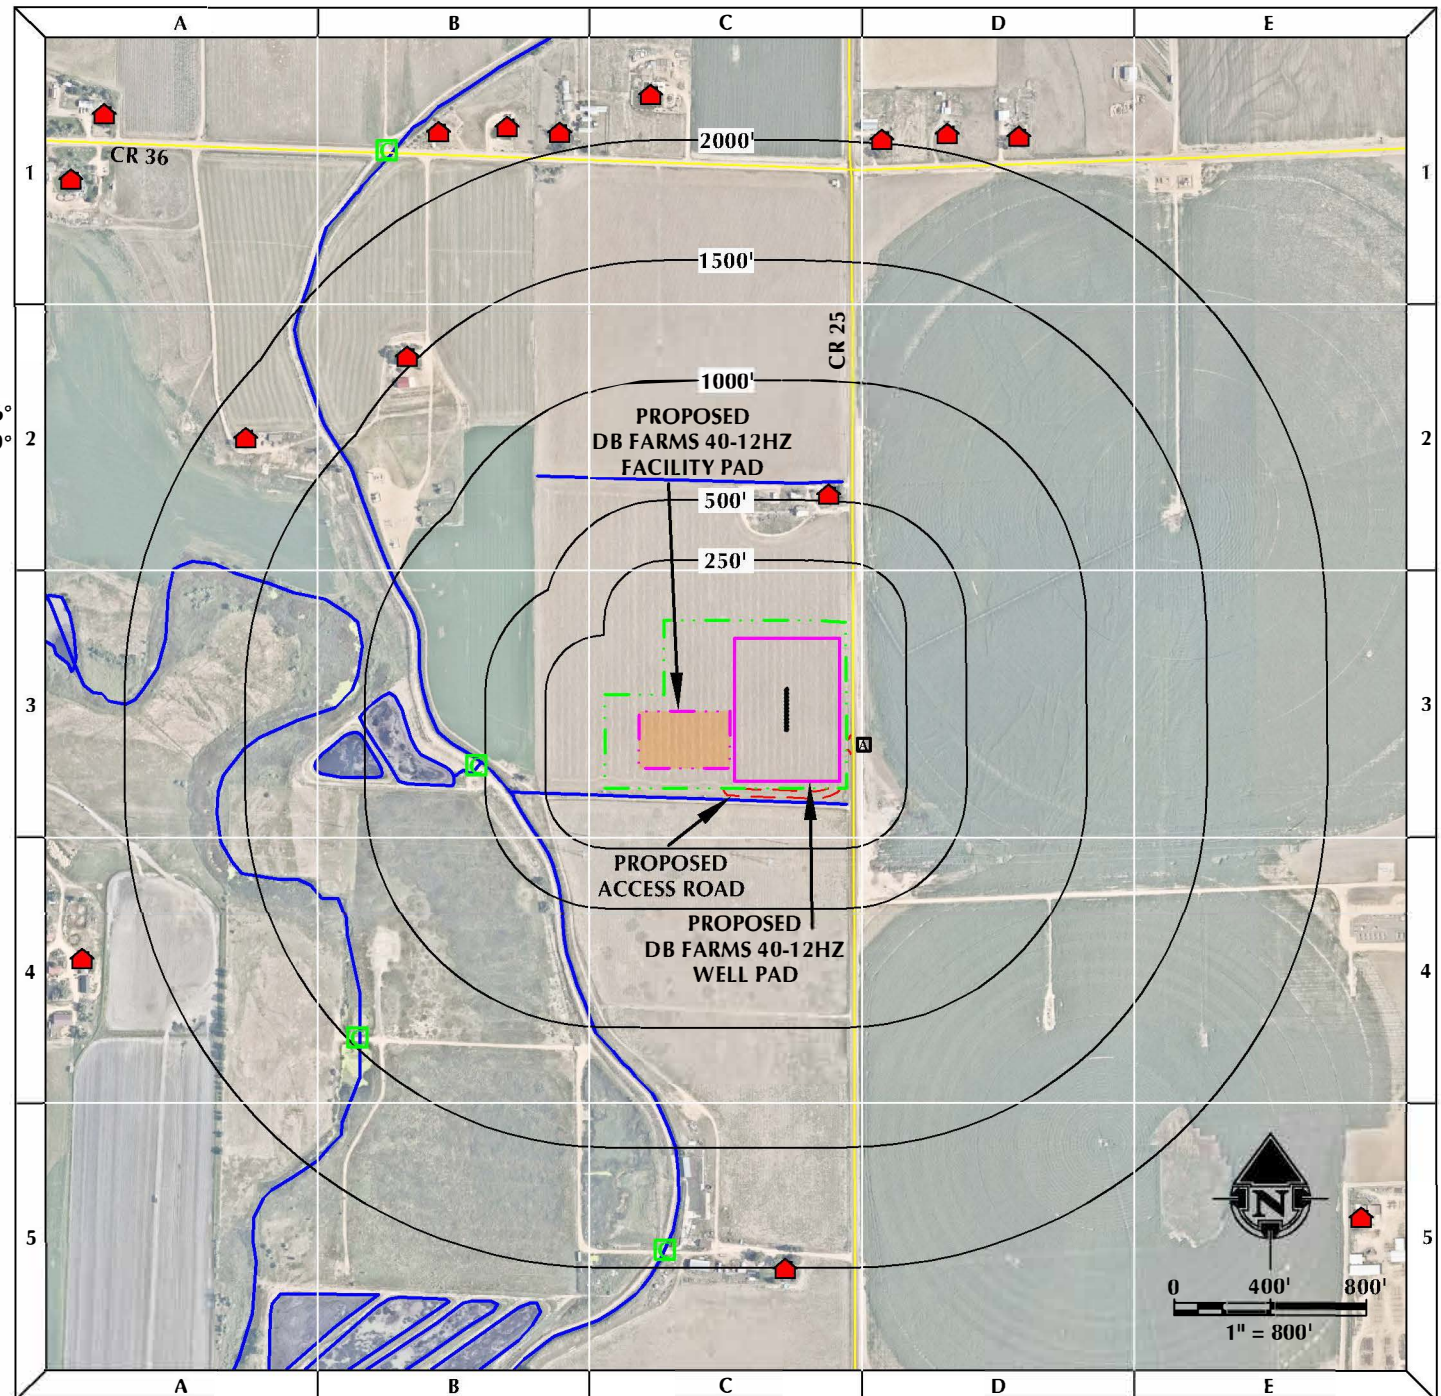 A B C D E
CR 36
2000'
1 1
1500'
CR 25
1000'
PROPOSED
DB FARMS 40-12HZ
FACILITY PAD
2 2
500'
250'
3 3
A
C
C
C
C
PROPOSED
ACCESS ROAD
PROPOSED
DB FARMS 40-12HZ
WELL PAD
4 4
N
5 5
0 400' 800'
1" = 800'
A B C D E